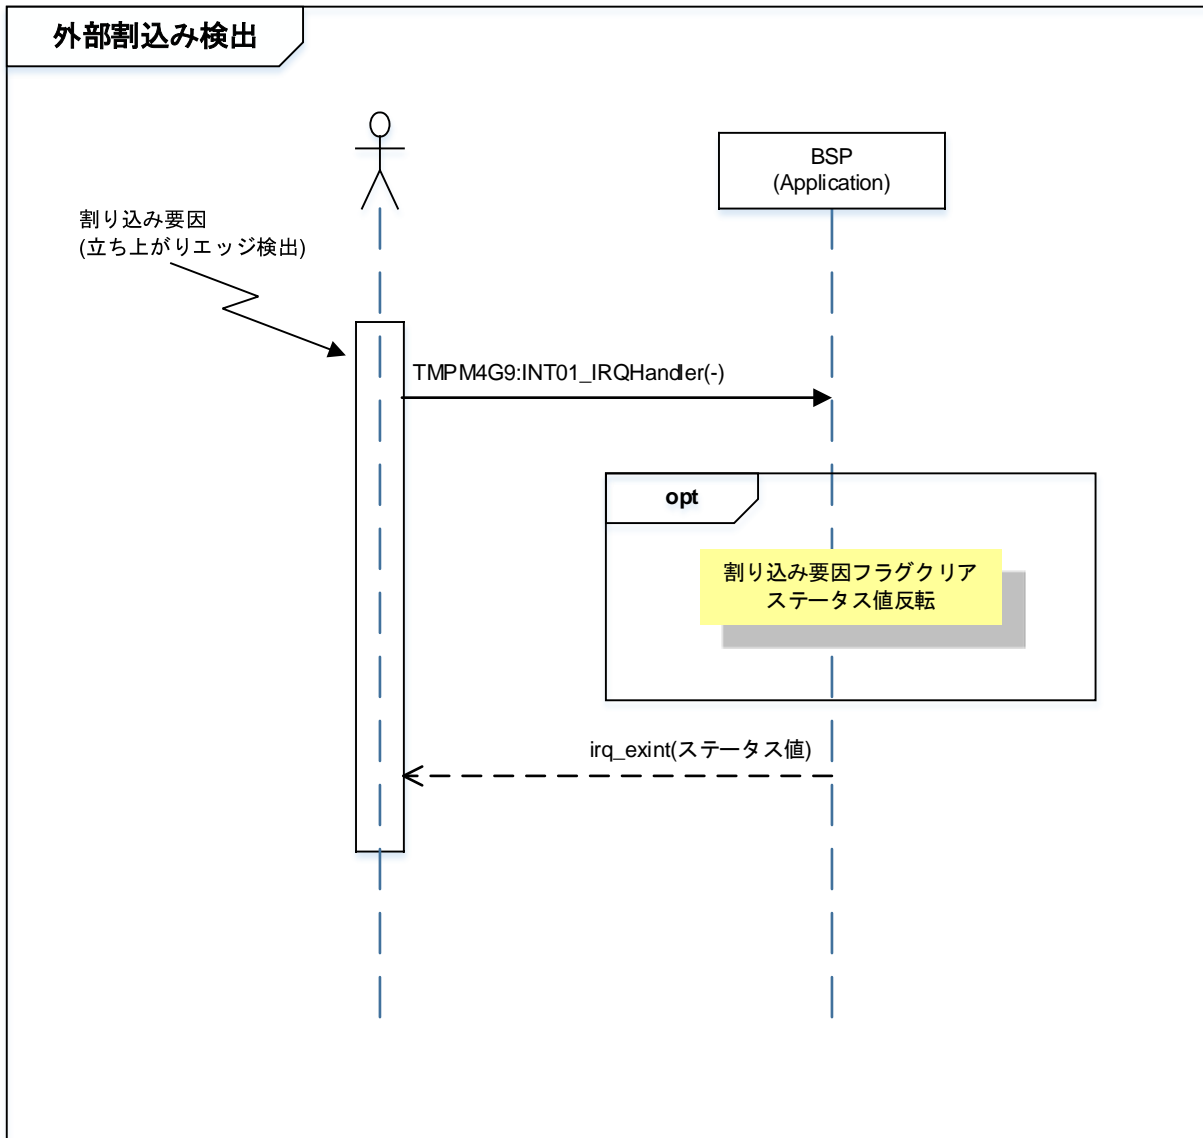 外部割込み検出
BSP
(Application)
割り込み要因
(立ち上がりエッジ検出)
TMPM4G9:INT01_IRQHandler(-)
opt
割り込み要因フラグクリア
ステータス値反転
irq_exint(ステータス値)